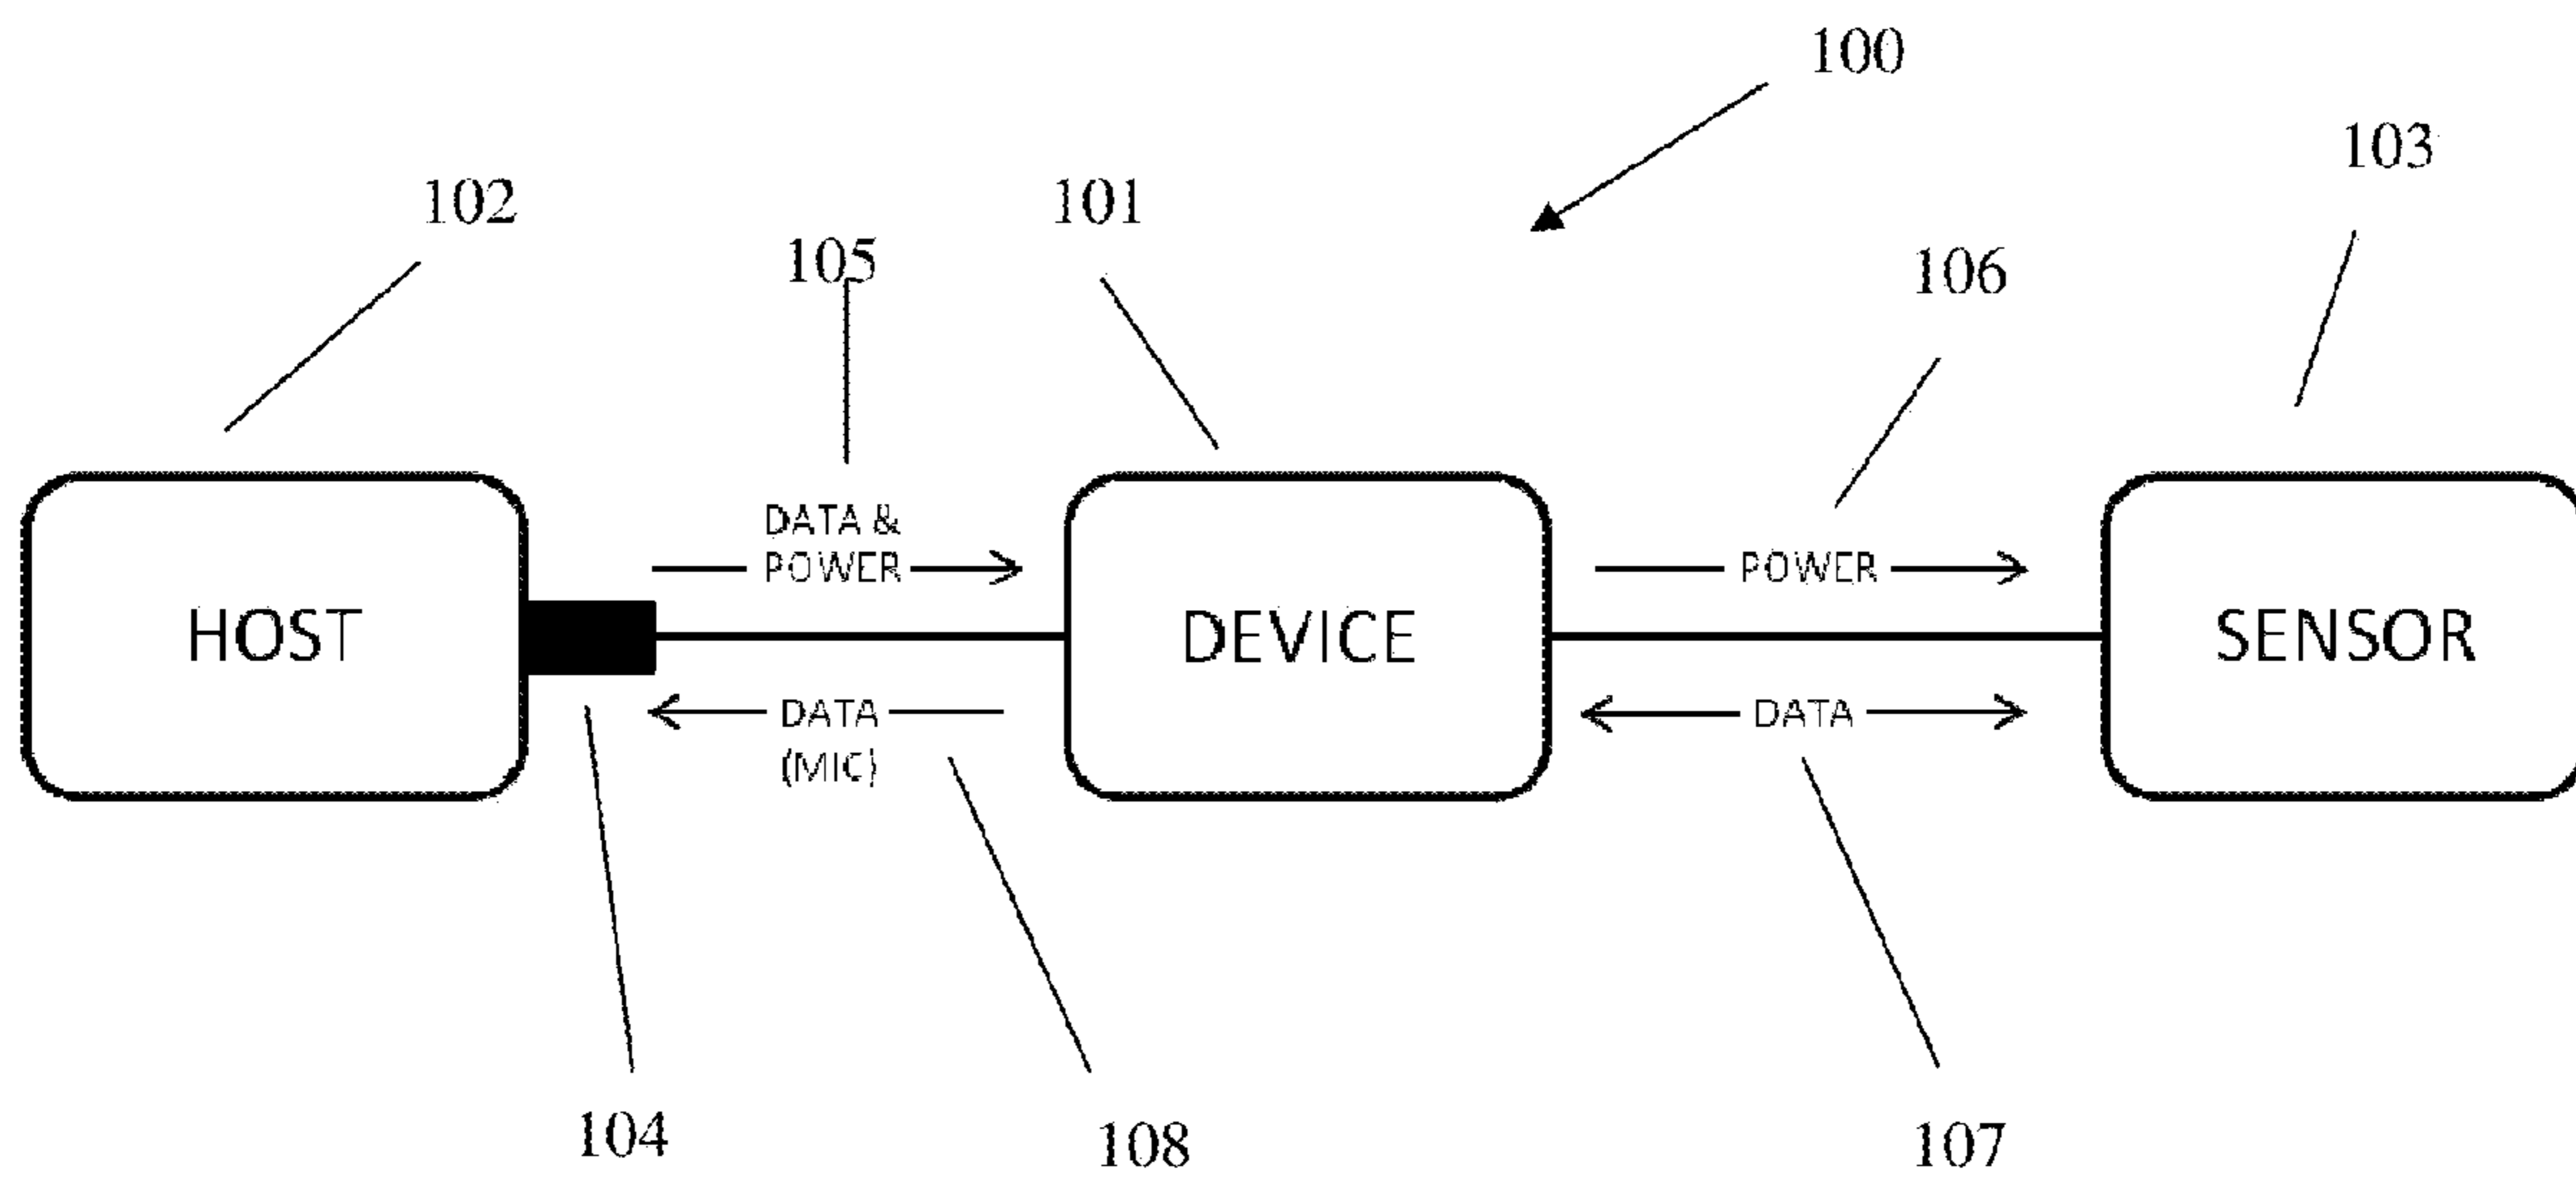 100
103
102
101
105
106
DATA &
POWER
POWER
HOST
DEVICE
SENSOR
DATA
(MIC)
DATA
104
108
107